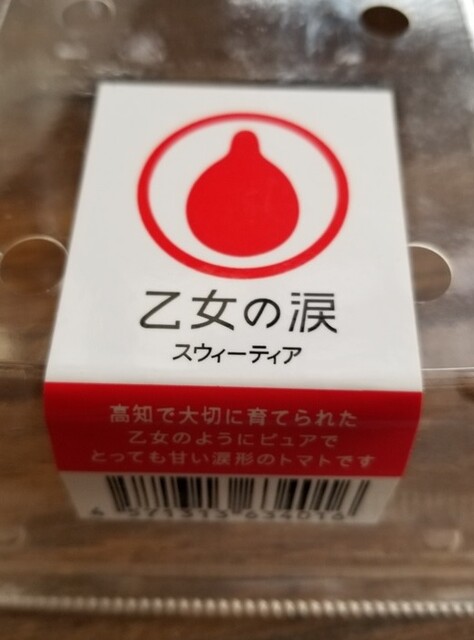 乙女の涙
スウィーティア
高知で大切に育てられた
乙女のようにピュアで
とっても甘い涙形のトマトです